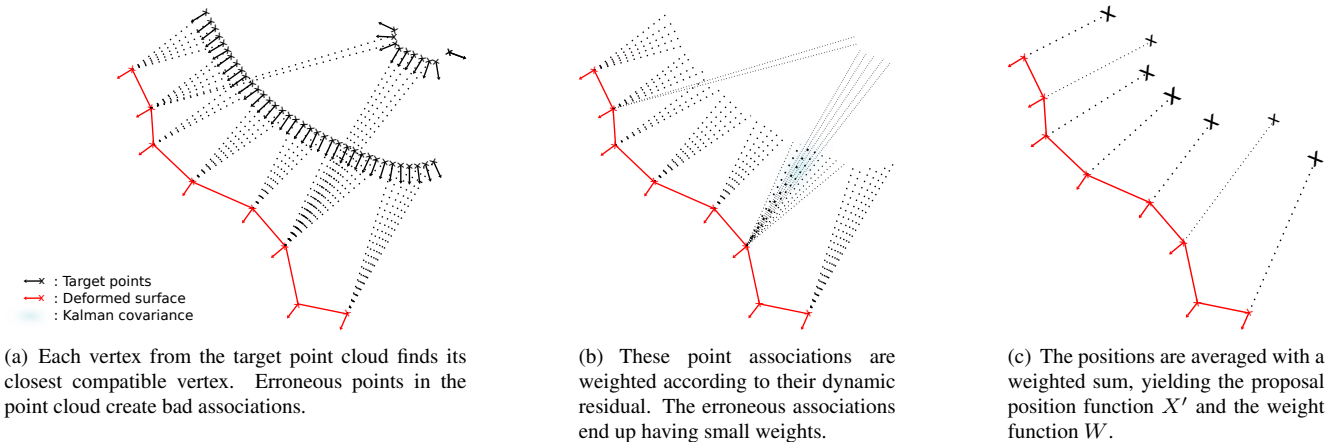 : Target points
: Deformed surface
: Kalman covariance
(a) Each vertex from the target point cloud finds its
closest compatible vertex. Erroneous points in the
point cloud create bad associations.
(b) These point associations are
weighted according to their dynamic
residual. The erroneous associations
end up having small weights.
(c) The positions are averaged with a
weighted sum, yielding the proposal
position function X′ and the weight
function W.